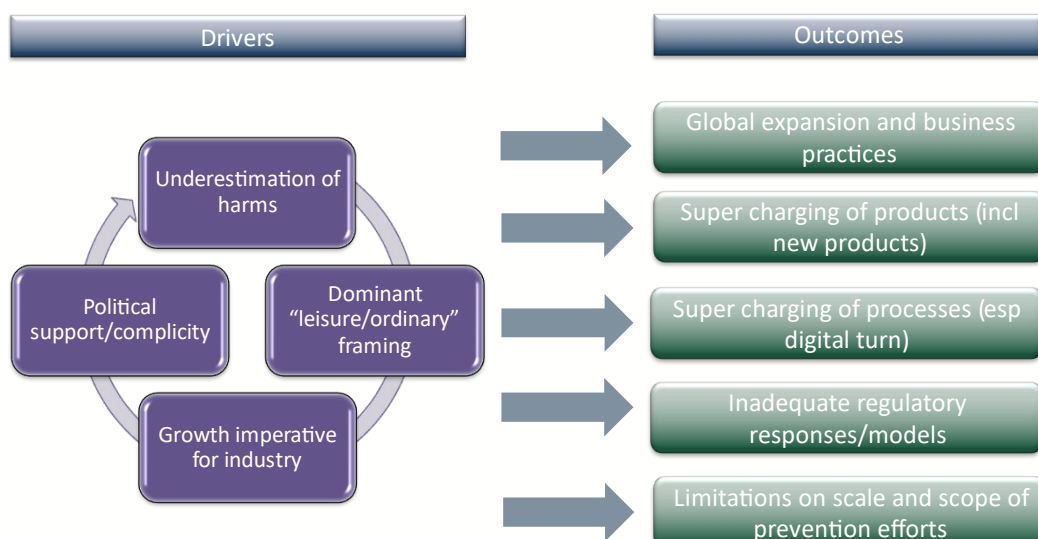 Drivers
Outcomes
Underestimation of
harms
Dominant
“leisure/ordinary”
framing
Growth imperative
for industry
Political
support/complicity
Global expansion and business
practices
Super charging of products (incl
new products)
Super charging of processes (esp
digital turn)
Inadequate regulatory
responses/models
Limitations on scale and scope of
prevention efforts